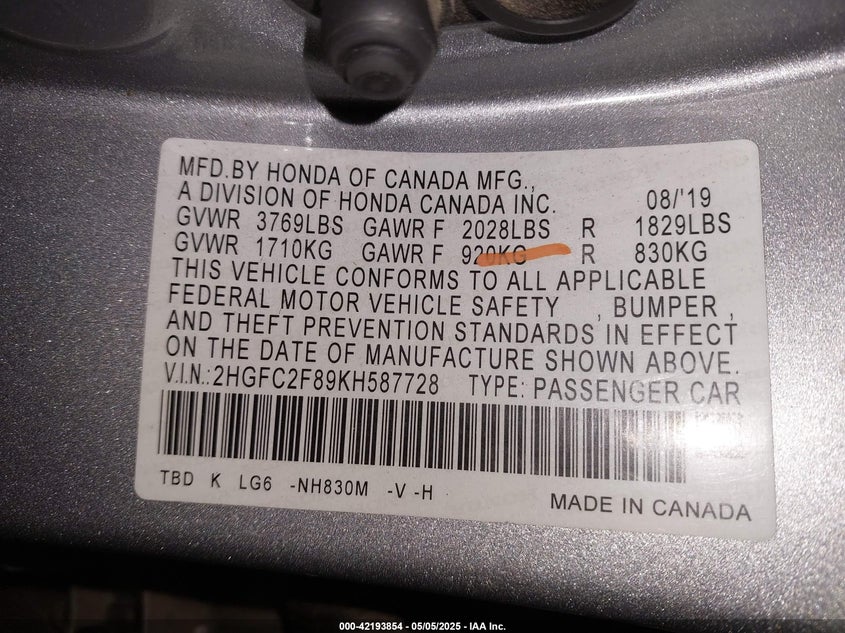 MFD.BY HONDA OF CANADA MFG.,
A DIVISION OF HONDA CANADA INC. 08/'19
GVWR 3769LBS GAWR F 2028LBS R 1829LBS
GVWR 1710KG GAWR F 920KG R 830KG
THIS VEHICLE CONFORMS TO ALL APPLICABLE
FEDERAL MOTOR VEHICLE SAFETY , BUMPER ,
AND THEFT PREVENTION STANDARDS IN EFFECT
ON THE DATE OF MANUFACTURE SHOWN ABOVE.
V.I.N.: 2HGFC2F89KH587728 TYPE: PASSENGER CAR
TBD K LG6 -NH830M -V -H
MADE IN CANADA
000-42193854 - 05/05/2025 - IAA Inc.